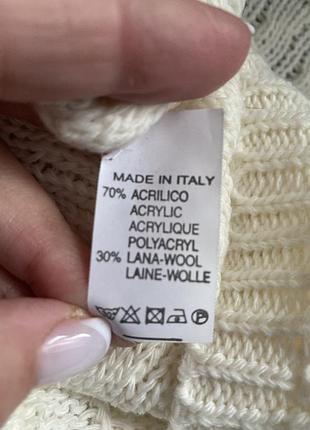 MADE IN ITALY
70% ACRILICO
ACRYLIC
ACRYLIQUE
POLYACRYL
30% LANA-WOOL
LAINE-WOLLE
P